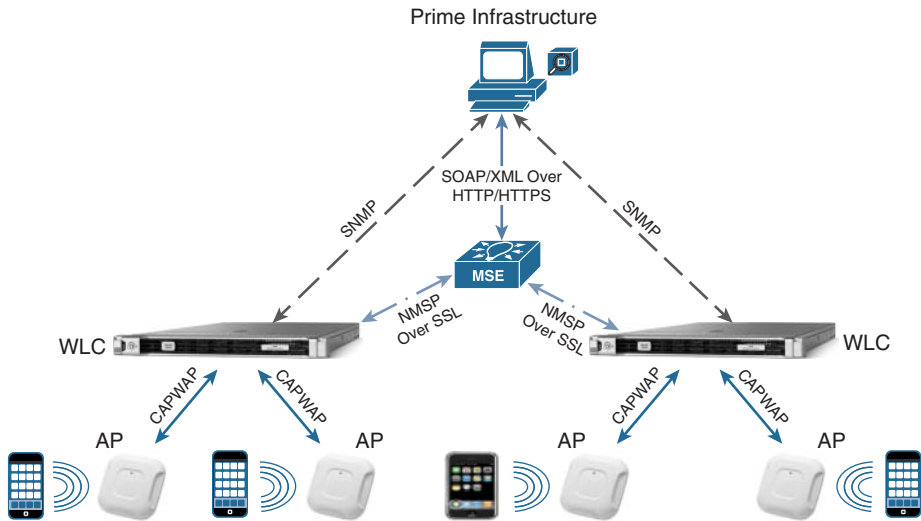 Prime Infrastructure
SNMP
SOAP/XML Over
HTTP/HTTPS
SNMP
MSE
NMSP
Over SSL
NMSP
Over SSL
WLC
WLC
CAPWAP
CAPWAP
CAPWAP
CAPWAP
AP
AP
AP
AP